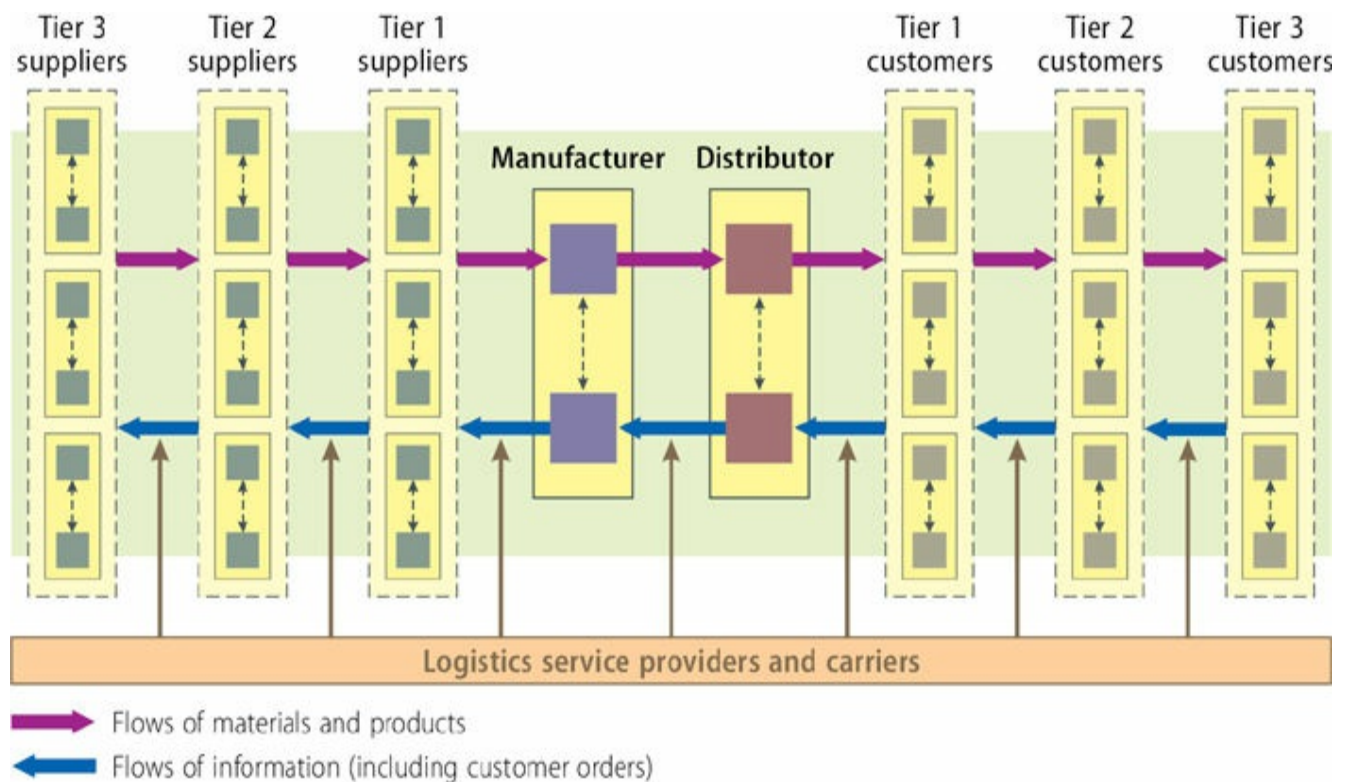 Tier 3
suppliers
Tier 2
suppliers
Tier 1
suppliers
Tier 1
customers
Tier 2
customers
Tier 3
customers
Manufacturer
Distributor
Logistics service providers and carriers
Flows of materials and products
Flows of information (including customer orders)